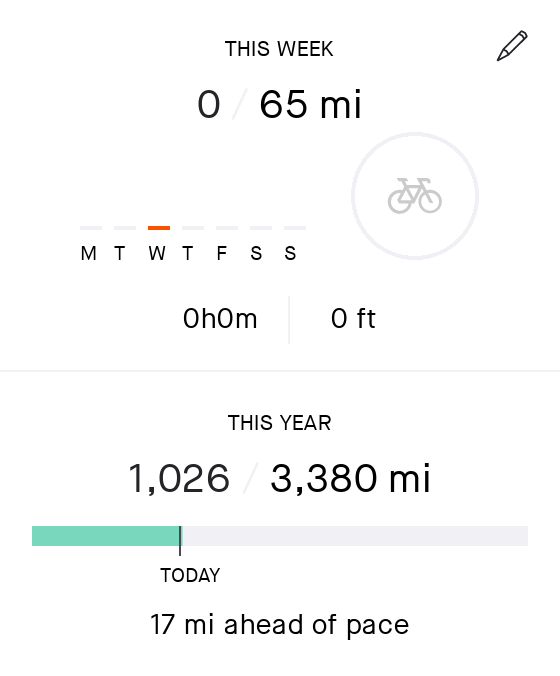 THIS WEEK
0 / 65 mi
M T W T F S S
0h0m 0 ft
THIS YEAR
1,026 / 3,380 mi
TODAY
17 mi ahead of pace